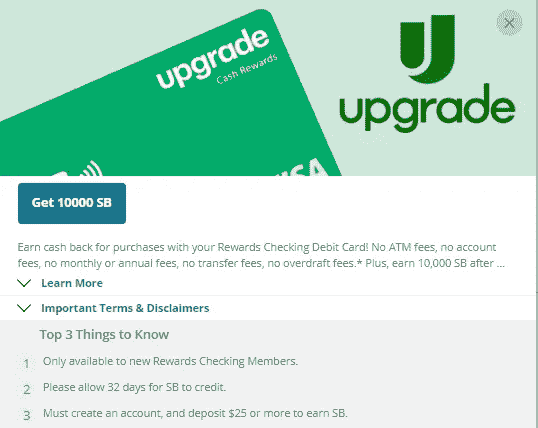 upgrade
Cash Rewards
VISA
upgrade
Get 10000 SB
Earn cash back for purchases with your Rewards Checking Debit Card! No ATM fees, no account
fees, no monthly or annual fees, no transfer fees, no overdraft fees.* Plus, earn 10,000 SB after ...
Learn More
Important Terms & Disclaimers
Top 3 Things to Know
1 Only available to new Rewards Checking Members.
2 Please allow 32 days for SB to credit.
3 Must create an account, and deposit $25 or more to earn SB.